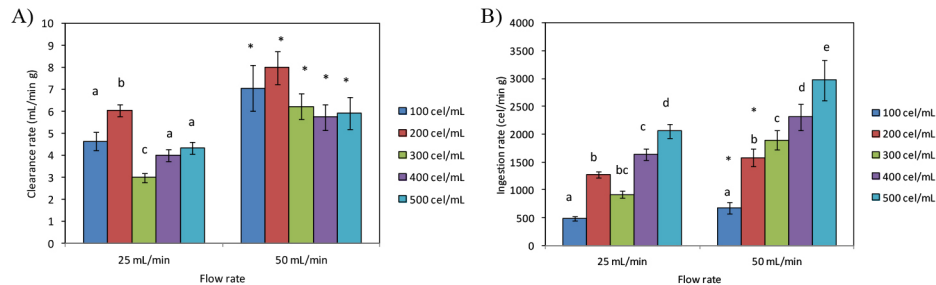 A)
Clearance rate (mL/min g)
10
9
8
7
6
5
4
3
2
1
0
a b c a a
* * * * *
25 mL/min 50 mL/min
Flow rate
100 cel/mL
200 cel/mL
300 cel/mL
400 cel/mL
500 cel/mL
B)
Ingestion rate (cel/min g)
4000
3500
3000
2500
2000
1500
1000
500
100
a b bc c d
* a * b c d e
25 mL/min 50 mL/min
Flow rate
100 cel/mL
200 cel/mL
300 cel/mL
400 cel/mL
500 cel/mL